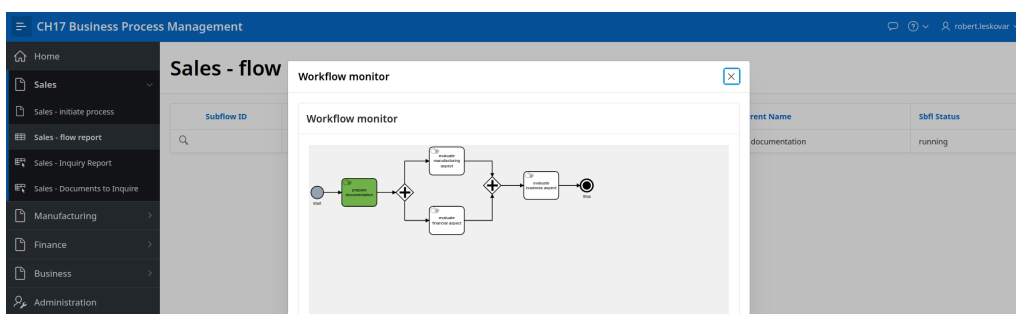 CH17 Business Process Management
robert.leskovar
Home
Sales
Sales - initiate process
Sales - flow report
Sales - Inquiry Report
Sales - Documents to Inquire
Manufacturing
Finance
Business
Administration
Sales - flow
Workflow monitor
Subflow ID
rent Name
Sbfl Status
documentation
running
Workflow monitor
start
prepare
documentation
evaluate
manufacturing
aspect
evaluate
financial aspect
evaluate
business aspect